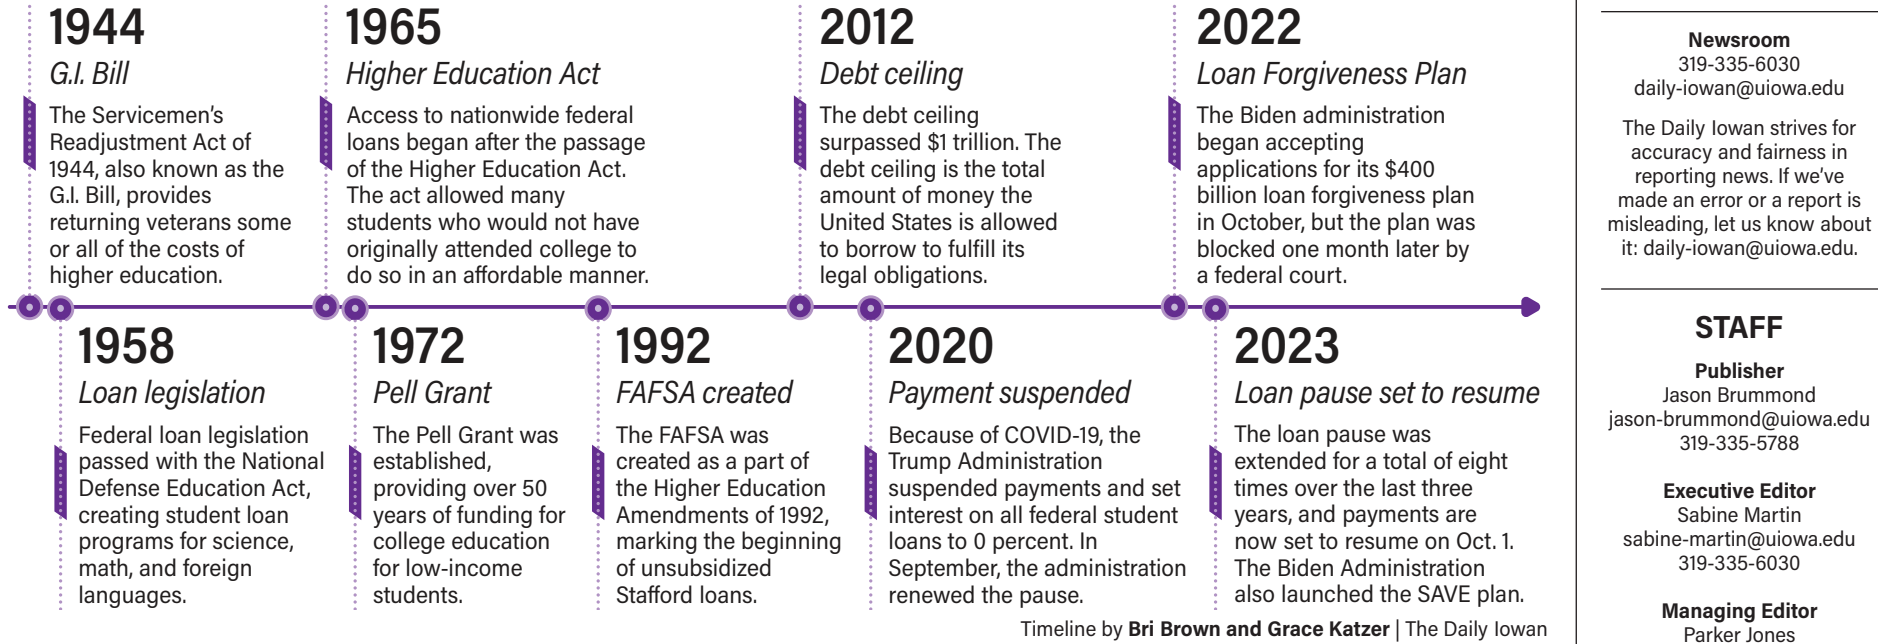 1944
G.I. Bill
The Servicemen's
Readjustment Act of
1944, also known as the
G.I. Bill, provides
returning veterans some
or all of the costs of
higher education.
1958
Loan legislation
Federal loan legislation
passed with the National
Defense Education Act,
creating student loan
programs for science,
math, and foreign
languages.
1965
Higher Education Act
Access to nationwide federal
loans began after the passage
of the Higher Education Act.
The act allowed many
students who would not have
originally attended college to
do so in an affordable manner.
1972
Pell Grant
The Pell Grant was
established,
providing over 50
years of funding for
college education
for low-income
students.
1992
FAFSA created
The FAFSA was
created as a part of
the Higher Education
Amendments of 1992,
marking the beginning
of unsubsidized
Stafford loans.
2012
Debt ceiling
The debt ceiling
surpassed $1 trillion. The
debt ceiling is the total
amount of money the
United States is allowed
to borrow to fulfill its
legal obligations.
2020
Payment suspended
Because of COVID-19, the
Trump Administration
suspended payments and set
interest on all federal student
loans to 0 percent. In
September, the administration
renewed the pause.
2022
Loan Forgiveness Plan
The Biden administration
began accepting
applications for its $400
billion loan forgiveness plan
in October, but the plan was
blocked one month later by
a federal court.
2023
Loan pause set to resume
The loan pause was
extended for a total of eight
times over the last three
years, and payments are
now set to resume on Oct. 1.
The Biden Administration
also launched the SAVE plan.
Timeline by Bri Brown and Grace Katzer | The Daily Iowan
Newsroom
319-335-6030
daily-iowan@uiowa.edu
The Daily Iowan strives for
accuracy and fairness in
reporting news. If we've
made an error or a report is
misleading, let us know about
it: daily-iowan@uiowa.edu.
STAFF
Publisher
Jason Brummond
jason-brummond@uiowa.edu
319-335-5788
Executive Editor
Sabine Martin
sabine-martin@uiowa.edu
319-335-6030
Managing Editor
Parker Jones